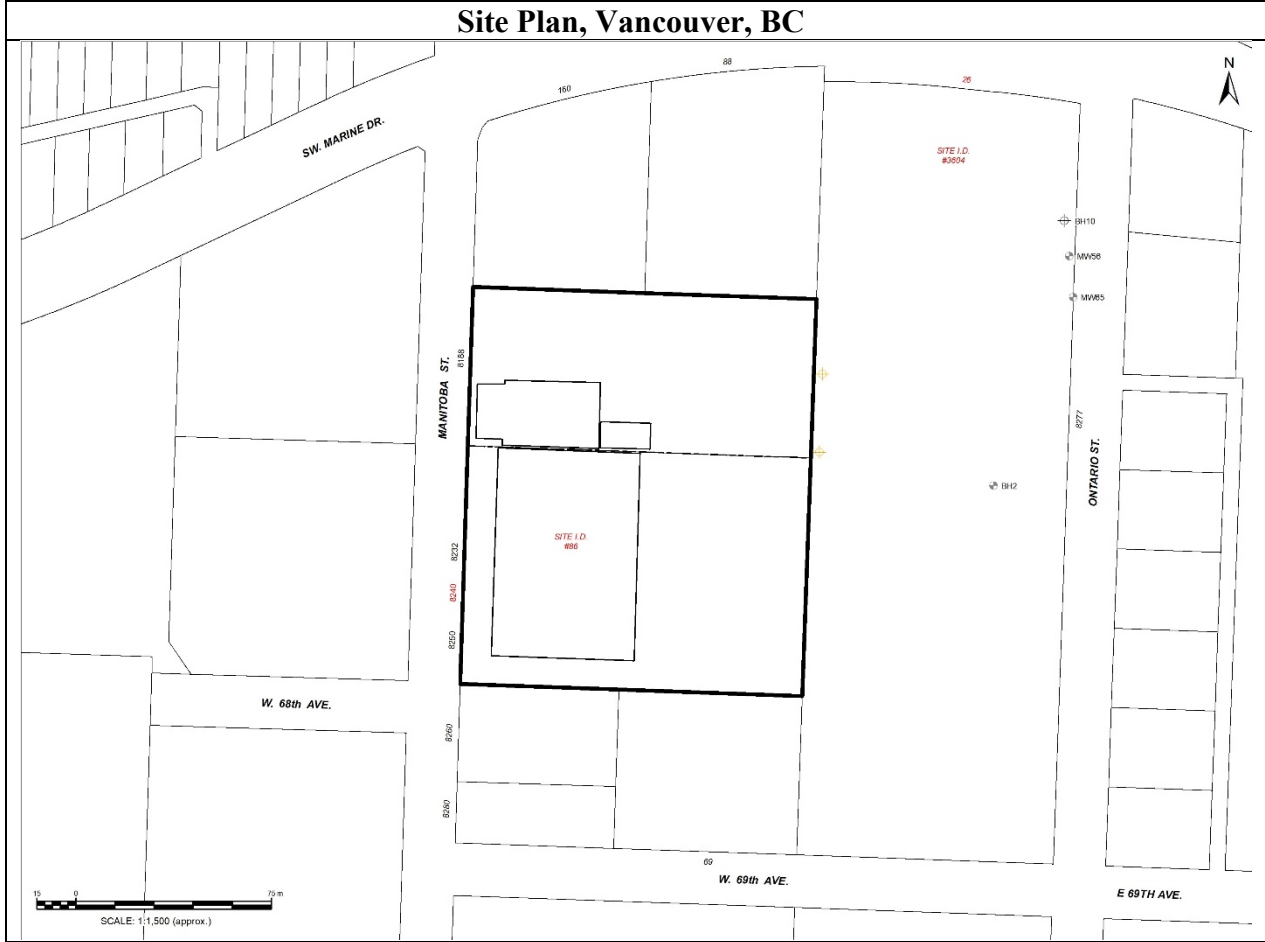 Site Plan, Vancouver, BC
N
88
26
160
SW. MARINE DR.
SITE I.D.
#3604
BH10
MW56
MW65
8188
MANITOBA ST.
8277
ONTARIO ST.
BH2
SITE I.D.
#86
8232
8240
8250
W. 68th AVE.
8260
8280
69
W. 69th AVE.
E 69TH AVE.
15 0 75 m
SCALE: 1:1,500 (approx.)